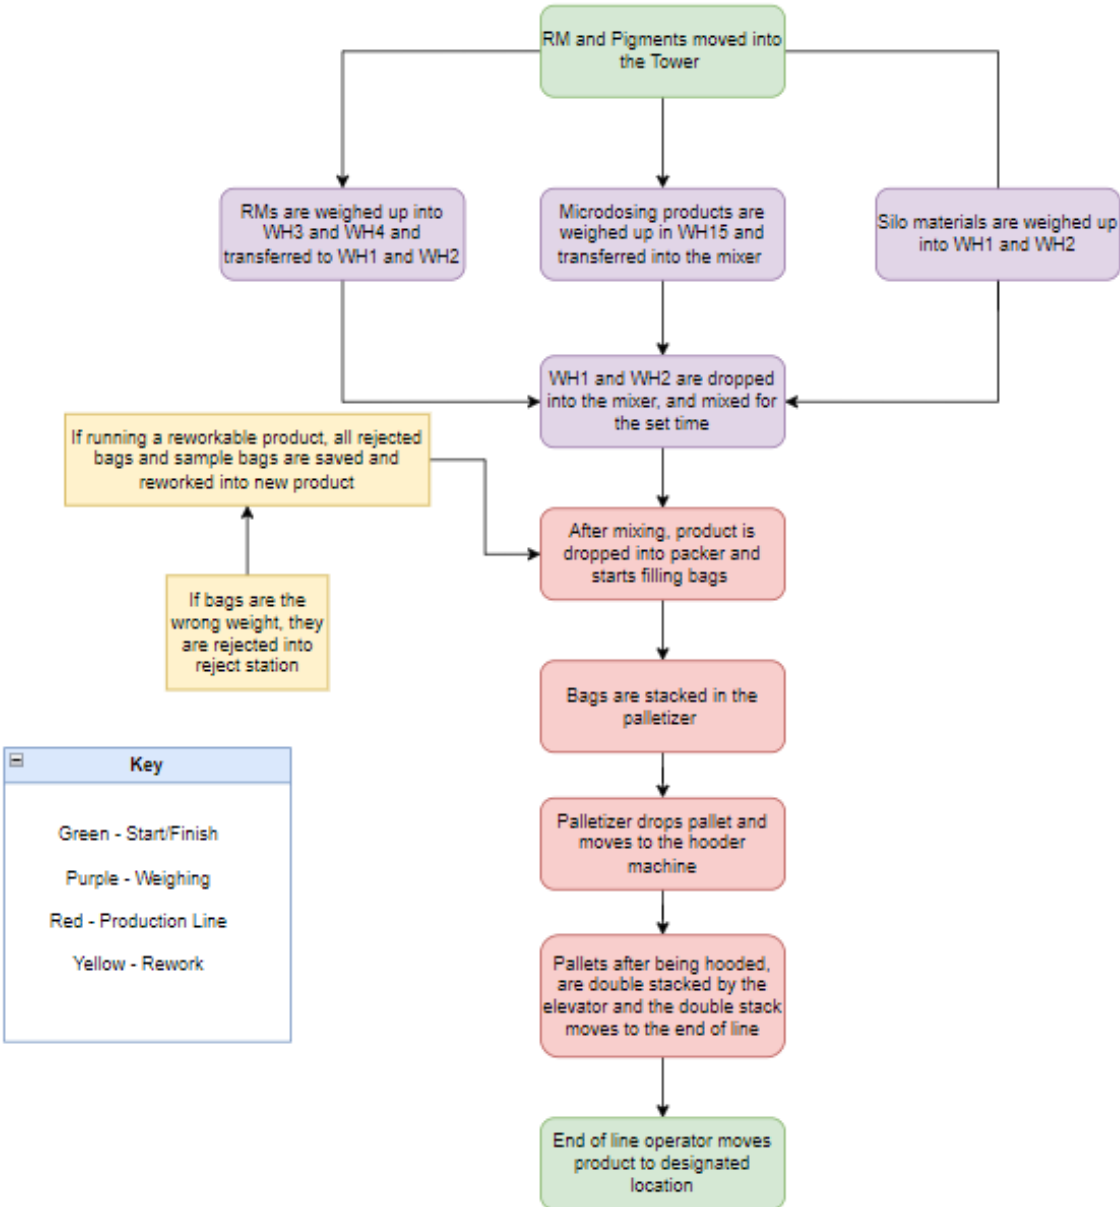 RM and Pigments moved into
the Tower
RMs are weighed up into
WH3 and WH4 and
transferred to WH1 and WH2
Microdosing products are
weighed up in WH15 and
transferred into the mixer
Silo materials are weighed up
into WH1 and WH2
WH1 and WH2 are dropped
into the mixer, and mixed for
the set time
If running a reworkable product, all rejected
bags and sample bags are saved and
reworked into new product
After mixing, product is
dropped into packer and
starts filling bags
If bags are the
wrong weight, they
are rejected into
reject station
Bags are stacked in the
palletizer
Key
Green - Start/Finish
Purple - Weighing
Red - Production Line
Yellow - Rework
Palletizer drops pallet and
moves to the hooder
machine
Pallets after being hooded,
are double stacked by the
elevator and the double stack
moves to the end of line
End of line operator moves
product to designated
location